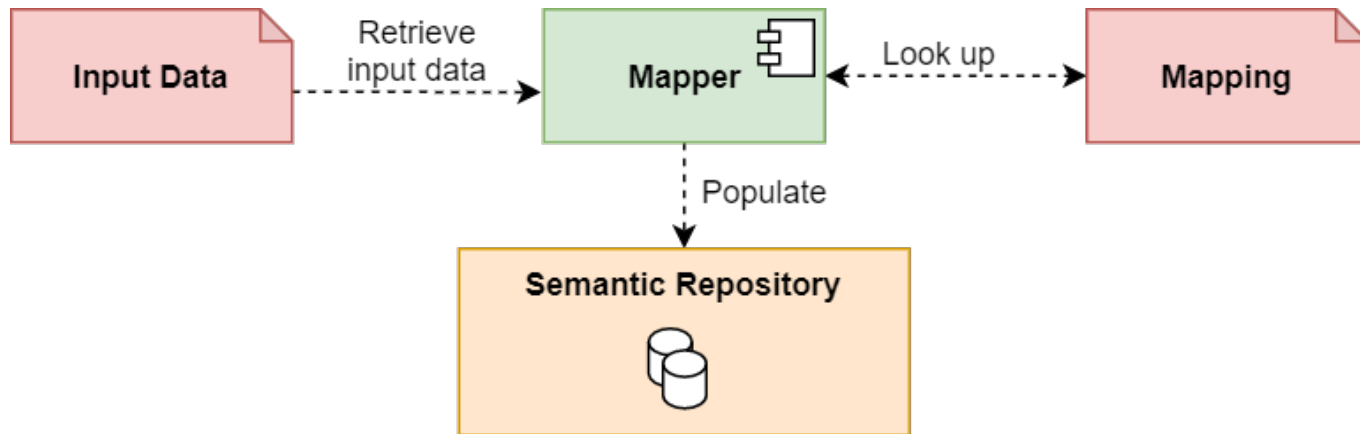 Input Data
Retrieve
input data
Mapper
Look up
Mapping
Populate
Semantic Repository